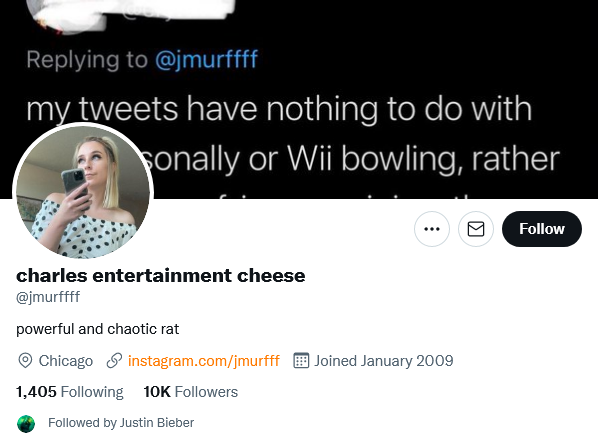 Replying to @jmurffff
my tweets have nothing to do with
sonally or Wii bowling, rather
Follow
charles entertainment cheese
@jmurffff
powerful and chaotic rat
Chicago instagram.com/jmurfff Joined January 2009
1,405 Following 10K Followers
Followed by Justin Bieber